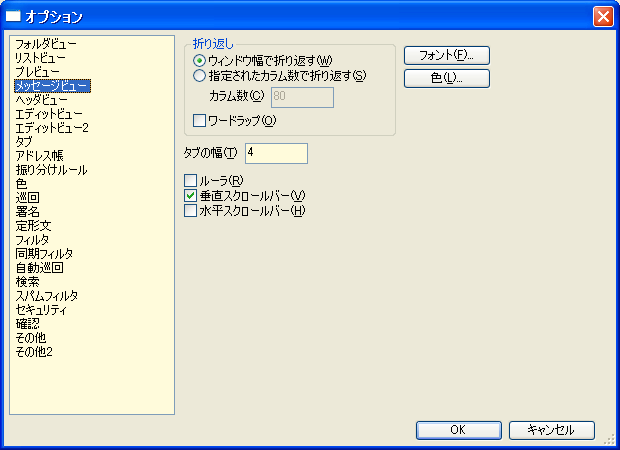 オプション
フォルダビュー
リストビュー
プレビュー
メッセージビュー
ヘッダビュー
エディットビュー
エディットビュー2
タブ
アドレス帳
振り分けルール
色
巡回
署名
定形文
フィルタ
同期フィルタ
自動巡回
検索
スパムフィルタ
セキュリティ
確認
その他
その他2
折り返し
ウィンドウ幅で折り返す(W)
指定されたカラム数で折り返す(S)
カラム数(C) 80
ワードラップ(O)
タブの幅(T) 4
ルーラ(R)
垂直スクロールバー(V)
水平スクロールバー(H)
フォント(F)...
色(L)...
OK
キャンセル